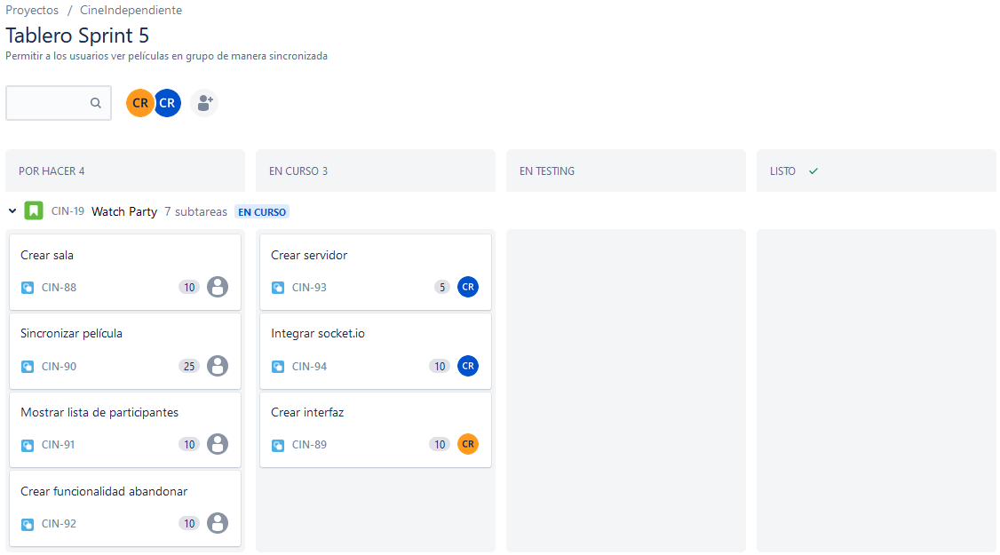 Proyectos / CineIndependiente
Tablero Sprint 5
Permitir a los usuarios ver películas en grupo de manera sincronizada
CR CR
POR HACER 4
EN CURSO 3
EN TESTING
LISTO
CIN-19 Watch Party 7 subtareas EN CURSO
Crear sala
CIN-88 10
Sincronizar película
CIN-90 25
Mostrar lista de participantes
CIN-91 10
Crear funcionalidad abandonar
CIN-92 10
Crear servidor
CIN-93 5 CR
Integrar socket.io
CIN-94 10 CR
Crear interfaz
CIN-89 10 CR